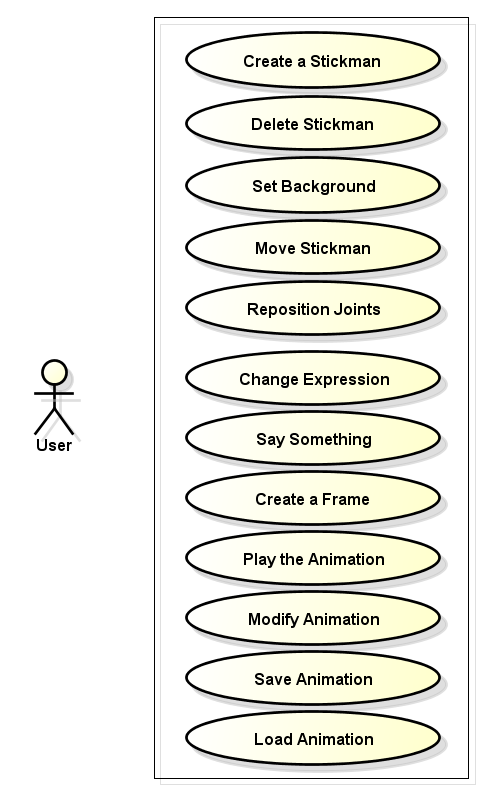 Create a Stickman
Delete Stickman
Set Background
Move Stickman
Reposition Joints
Change Expression
User
Say Something
Create a Frame
Play the Animation
Modify Animation
Save Animation
Load Animation